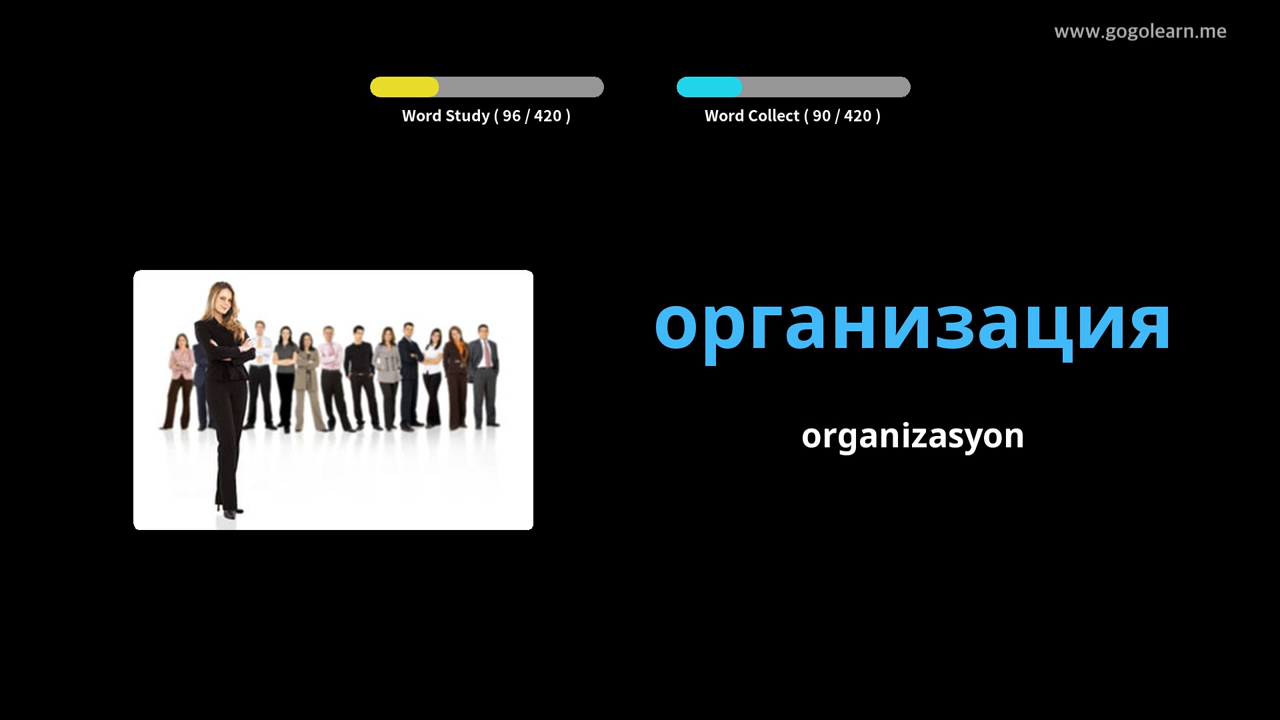 www.gogolearn.me
Word Study ( 96 / 420 )
Word Collect ( 90 / 420 )
организация
organizasyon